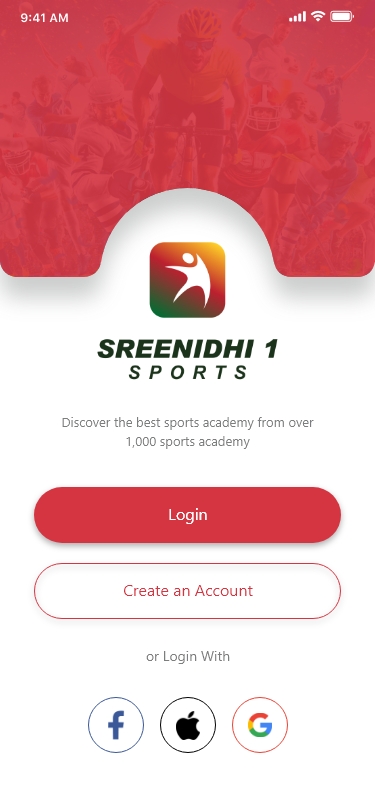 9:41 AM
SREENIDHI 1
SPORTS
Discover the best sports academy from over
1,000 sports academy
Login
Create an Account
or Login With